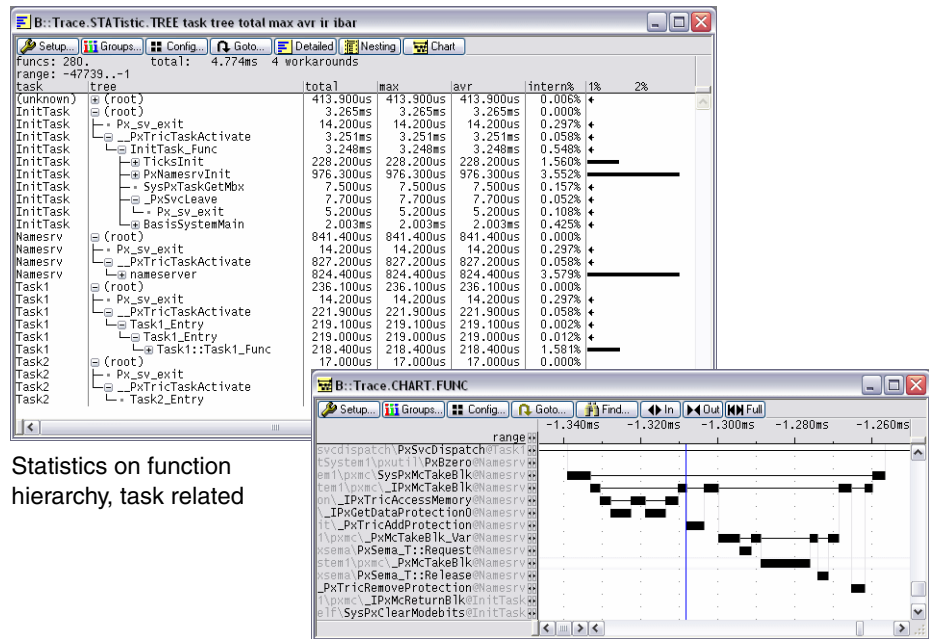 B::Trace.STATistic.TREE task tree total max avr ir ibar
Setup... Groups... Config... Goto... Detailed Nesting Chart
funcs: 280. total: 4.774ms 4 workarounds
range: -47739..-1
task tree total max avr intern% 1% 2%
(unknown) (root) 413.900us 413.900us 413.900us 0.006%
InitTask (root) 3.265ms 3.265ms 3.265ms 0.000%
InitTask Px_sv_exit 14.200us 14.200us 14.200us 0.297%
InitTask __PxTricTaskActivate 3.251ms 3.251ms 3.251ms 0.058%
InitTask InitTask_Func 3.248ms 3.248ms 3.248ms 0.548%
InitTask TicksInit 228.200us 228.200us 228.200us 1.560%
InitTask PxNamesrvInit 976.300us 976.300us 976.300us 3.552%
InitTask SysPxTaskGetMbx 7.500us 7.500us 7.500us 0.157%
InitTask _PxSvcLeave 7.700us 7.700us 7.700us 0.052%
InitTask Px_sv_exit 5.200us 5.200us 5.200us 0.108%
InitTask BasisSystemMain 2.003ms 2.003ms 2.003ms 0.425%
Namesrv (root) 841.400us 841.400us 841.400us 0.000%
Namesrv Px_sv_exit 14.200us 14.200us 14.200us 0.297%
Namesrv __PxTricTaskActivate 827.200us 827.200us 827.200us 0.058%
Namesrv nameserver 824.400us 824.400us 824.400us 3.579%
Task1 (root) 236.100us 236.100us 236.100us 0.000%
Task1 Px_sv_exit 14.200us 14.200us 14.200us 0.297%
Task1 __PxTricTaskActivate 221.900us 221.900us 221.900us 0.058%
Task1 Task1_Entry 219.100us 219.100us 219.100us 0.002%
Task1 Task1_Entry 219.000us 219.000us 219.000us 0.012%
Task1 Task1::Task1_Func 218.400us 218.400us 218.400us 1.581%
Task2 (root) 17.000us 17.000us 17.000us 0.000%
Task2 Px_sv_exit
Task2 __PxTricTaskActivate
Task2 Task2_Entry
Statistics on function
hierarchy, task related
B::Trace.CHART.FUNC
Setup... Groups... Config... Goto... Find... In Out Full
-1.340ms -1.320ms -1.300ms -1.280ms -1.260ms
range
svcdispatch\PxSvcDispatch@Task1
tSystem1\pxutil\PxBzero@Namesrv
em1\pxmc\SysPxMcTakeBlk@Namesrv
tem1\pxmc\_IPxMcTakeBlk@Namesrv
on\_IPxTricAccessMemory@Namesrv
\_IPxGetDataProtection0@Namesrv
it\_PxTricAddProtection@Namesrv
1\pxmc\_PxMcTakeBlk_Var@Namesrv
xsema\PxSema_T::Request@Namesrv
stem1\pxmc\_PxMcTakeBlk@Namesrv
xsema\PxSema_T::Release@Namesrv
_PxTricRemoveProtection@Namesrv
1\pxmc\_IPxMcReturnBlk@InitTask
elf\SysPxClearModebits@InitTask